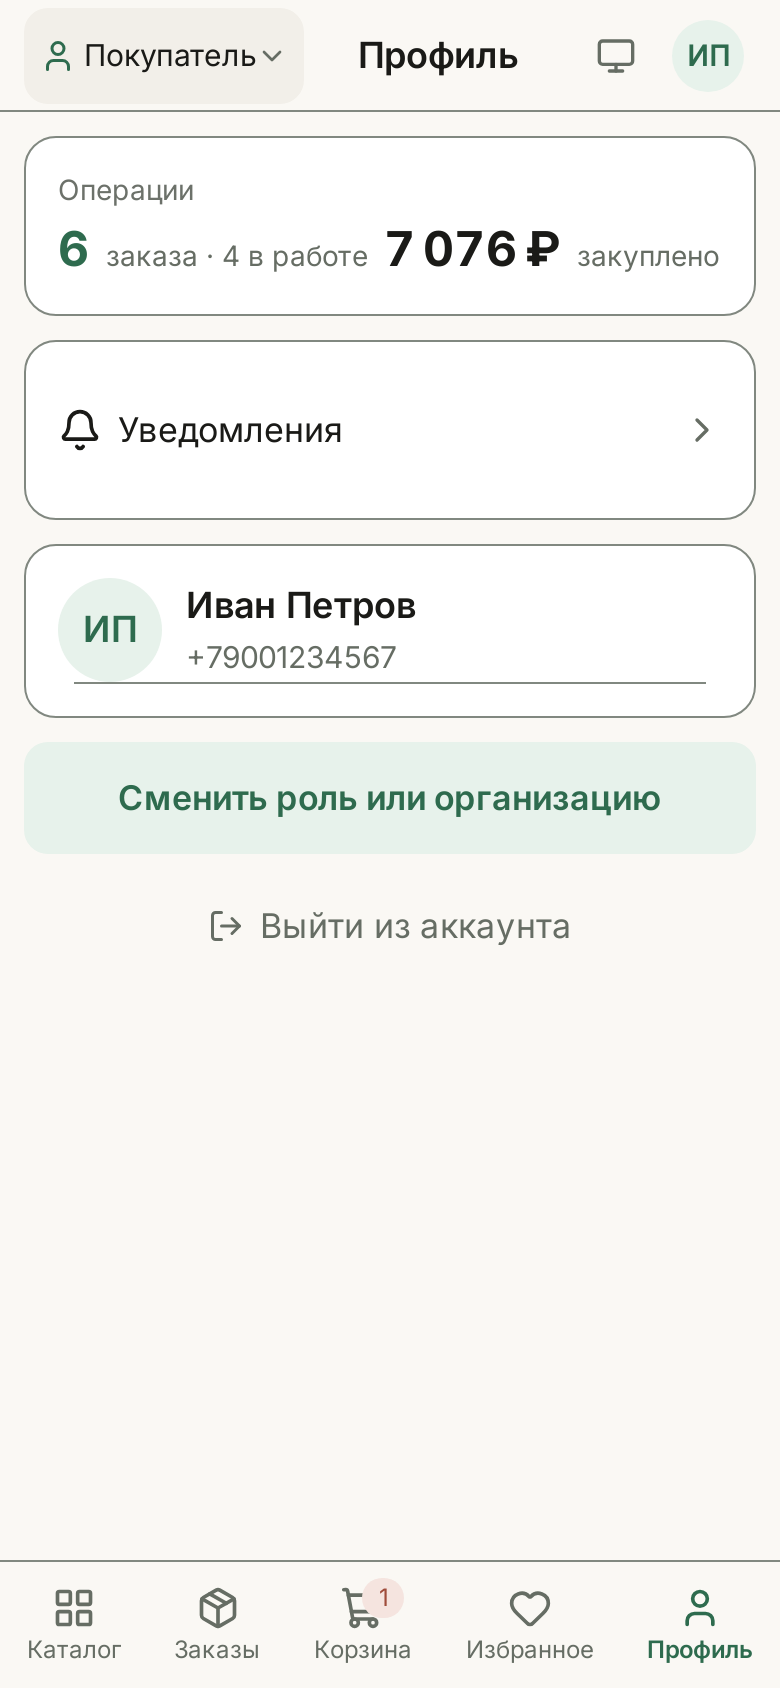 Покупатель
Профиль
ИП
Операции
6 заказа · 4 в работе 7 076 ₽ закуплено
Уведомления
ИП
Иван Петров
+79001234567
Сменить роль или организацию
Выйти из аккаунта
1
Каталог Заказы Корзина Избранное Профиль